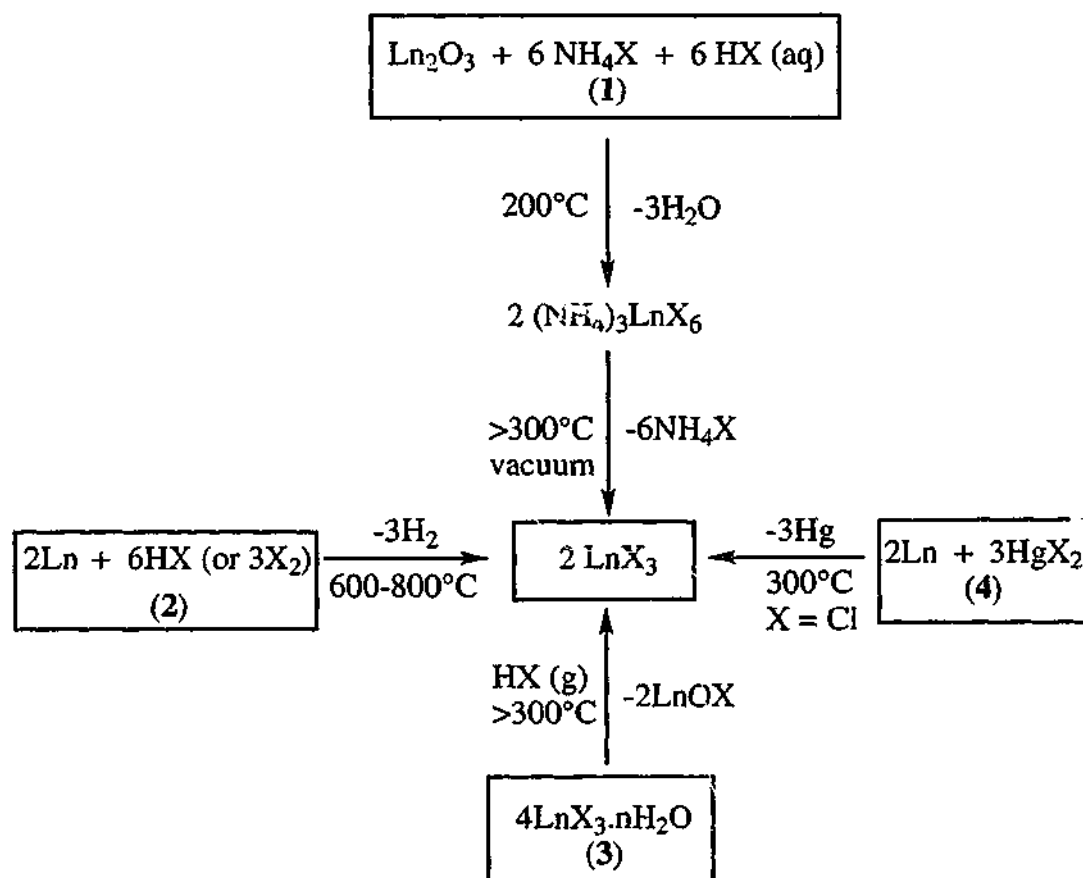 Ln₂O₃ + 6 NH₄X + 6 HX (aq)
(1)
200°C -3H₂O
2 (NH₄)₃LnX₆
>300°C -6NH₄X
vacuum
2Ln + 6HX (or 3X₂)
(2)
-3H₂
600-800°C
2 LnX₃
-3Hg
300°C
X = Cl
2Ln + 3HgX₂
(4)
HX (g) -2LnOX
>300°C
4LnX₃.nH₂O
(3)